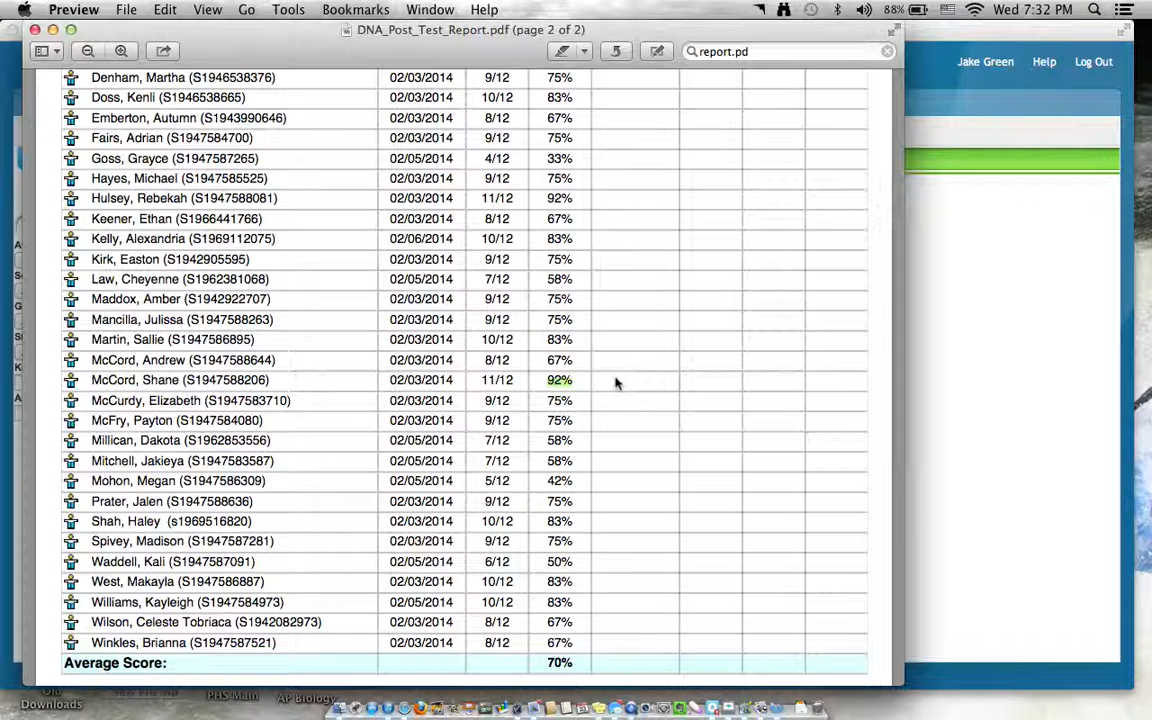 Preview File Edit View Go Tools Bookmarks Window Help 88% Wed 7:32 PM
DNA_Post_Test_Report.pdf (page 2 of 2)
report.pd
Jake Green Help Log Out
Denham, Martha (S1946538376) 02/03/2014 9/12 75%
Doss, Kenli (S1946538665) 02/03/2014 10/12 83%
Emberton, Autumn (S1943990646) 02/03/2014 8/12 67%
Fairs, Adrian (S1947584700) 02/03/2014 9/12 75%
Goss, Grayce (S1947587265) 02/05/2014 4/12 33%
Hayes, Michael (S1947585525) 02/03/2014 9/12 75%
Hulsey, Rebekah (S1947588081) 02/03/2014 11/12 92%
Keener, Ethan (S1966441766) 02/03/2014 8/12 67%
Kelly, Alexandria (S1969112075) 02/06/2014 10/12 83%
Kirk, Easton (S1942905595) 02/03/2014 9/12 75%
Law, Cheyenne (S1962381068) 02/05/2014 7/12 58%
Maddox, Amber (S1942922707) 02/03/2014 9/12 75%
Mancilla, Julissa (S1947588263) 02/03/2014 9/12 75%
Martin, Sallie (S1947586895) 02/03/2014 10/12 83%
McCord, Andrew (S1947588644) 02/03/2014 8/12 67%
McCord, Shane (S1947588206) 02/03/2014 11/12 92%
McCurdy, Elizabeth (S1947583710) 02/03/2014 9/12 75%
McFry, Payton (S1947584080) 02/03/2014 9/12 75%
Millican, Dakota (S1962853556) 02/05/2014 7/12 58%
Mitchell, Jakieya (S1947583587) 02/05/2014 7/12 58%
Mohon, Megan (S1947586309) 02/05/2014 5/12 42%
Prater, Jalen (S1947588636) 02/03/2014 9/12 75%
Shah, Haley (s1969516820) 02/03/2014 10/12 83%
Spivey, Madison (S1947587281) 02/03/2014 9/12 75%
Waddell, Kali (S1947587091) 02/05/2014 6/12 50%
West, Makayla (S1947586887) 02/03/2014 10/12 83%
Williams, Kayleigh (S1947584973) 02/05/2014 10/12 83%
Wilson, Celeste Tobriaca (S1942082973) 02/03/2014 8/12 67%
Winkles, Brianna (S1947587521) 02/03/2014 8/12 67%
Average Score: 70%
Old Downloads PHS Main AP Biology